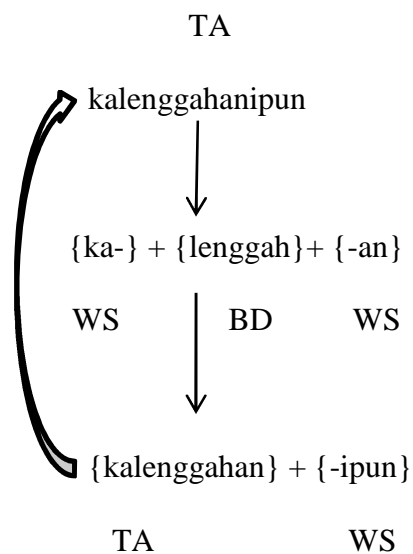 TA
kalenggahanipun
{ka-} + {lenggah}+ {-an}
WS BD WS
{kalenggahan} + {-ipun}
TA WS